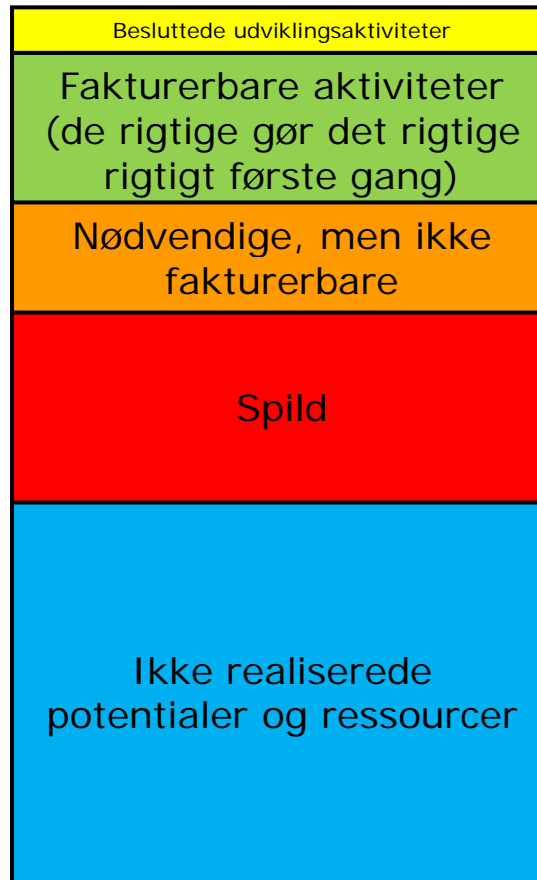 Besluttede udviklingsaktiviteter
Fakturerbare aktiviteter
(de rigtige gør det rigtige
rigtigt første gang)
Nødvendige, men ikke
fakturerbare
Spild
Ikke realiserede
potentialer og ressourcer